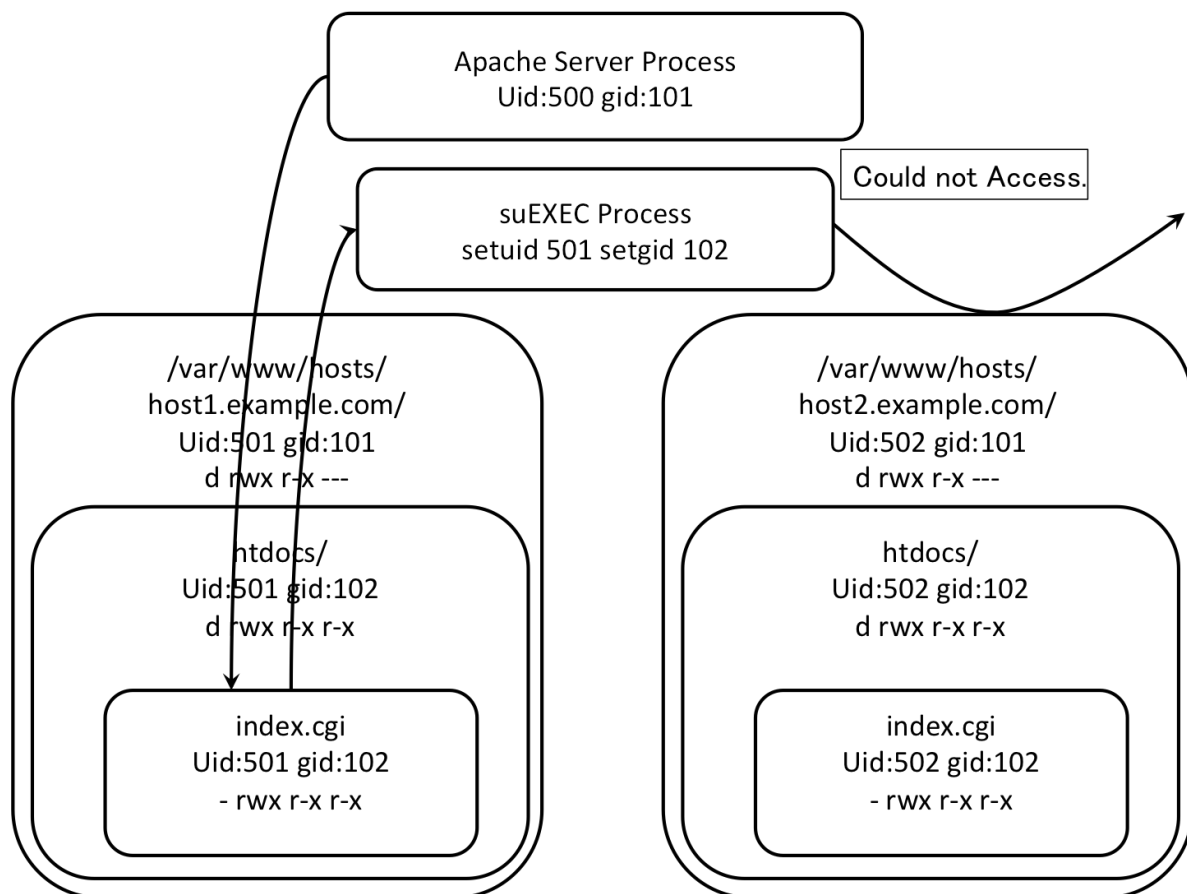 Apache Server Process
Uid:500 gid:101
Could not Access.
suEXEC Process
setuid 501 setgid 102
/var/www/hosts/
host1.example.com/
Uid:501 gid:101
d rwx r-x ---
htdocs/
Uid:501 gid:102
d rwx r-x r-x
index.cgi
Uid:501 gid:102
- rwx r-x r-x
/var/www/hosts/
host2.example.com/
Uid:502 gid:101
d rwx r-x ---
htdocs/
Uid:502 gid:102
d rwx r-x r-x
index.cgi
Uid:502 gid:102
- rwx r-x r-x